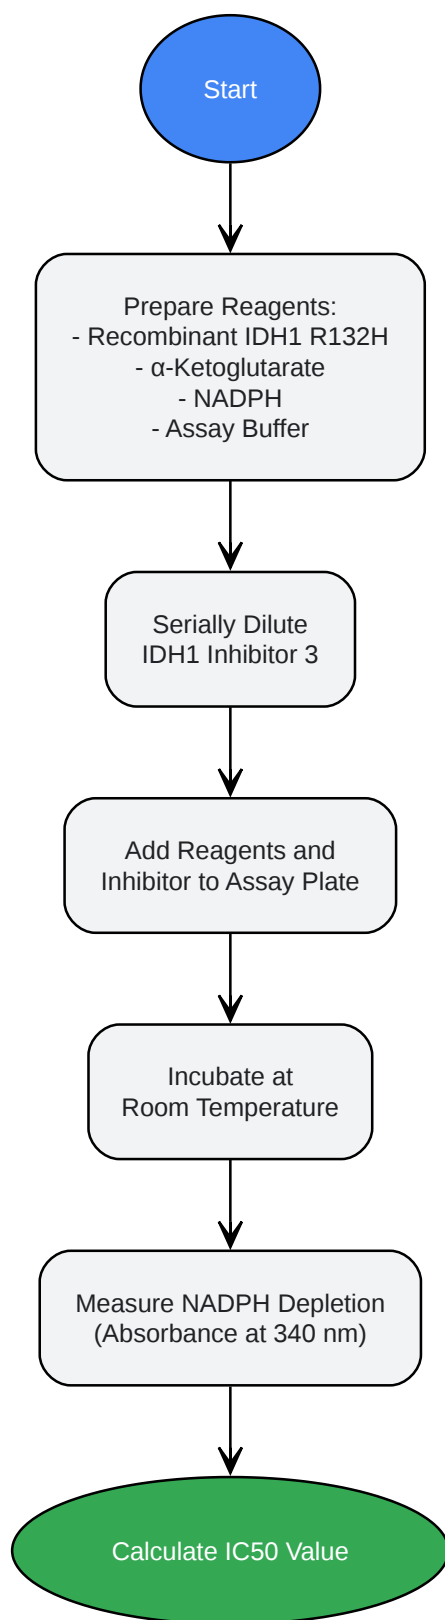 Start
Prepare Reagents:
- Recombinant IDH1 R132H
- α-Ketoglutarate
- NADPH
- Assay Buffer
Serially Dilute
IDH1 Inhibitor 3
Add Reagents and
Inhibitor to Assay Plate
Incubate at
Room Temperature
Measure NADPH Depletion
(Absorbance at 340 nm)
Calculate IC50 Value